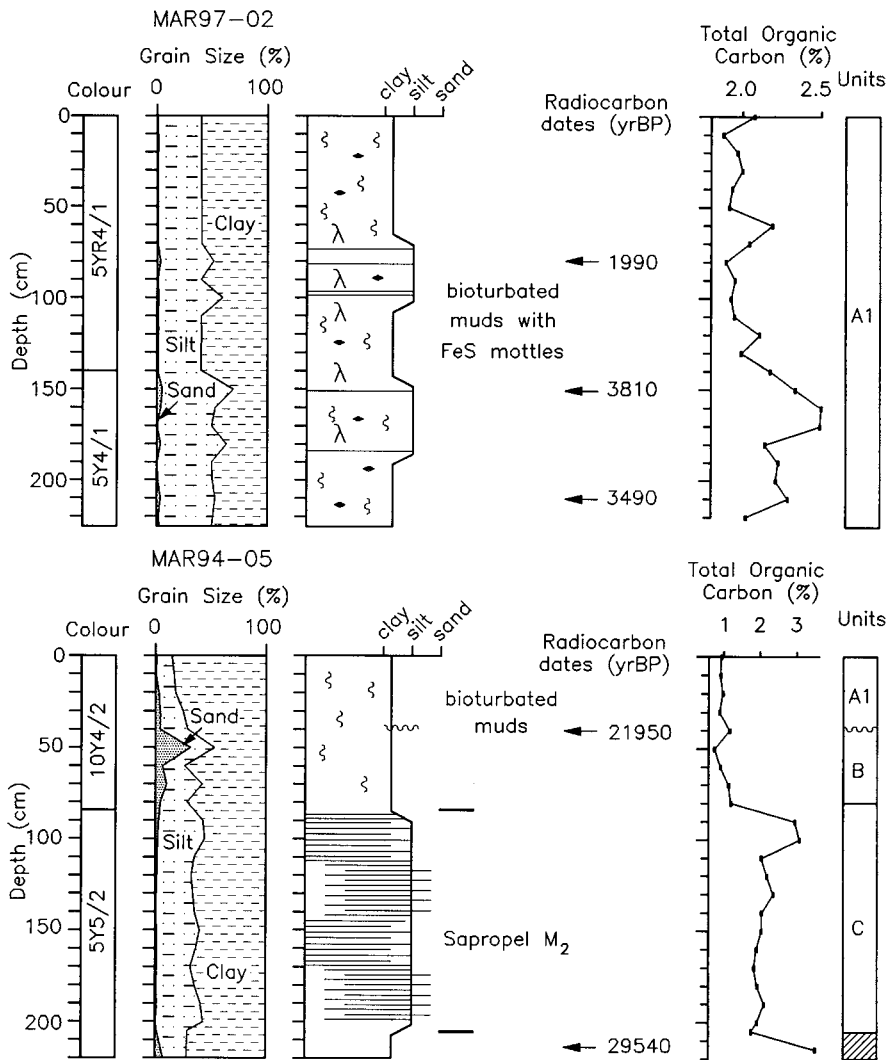 MAR97-02
Grain Size (%)
Colour
0 100
clay
silt
sand
Radiocarbon
dates (yrBP)
Total Organic
Carbon (%)
2.0 2.5
Units
0
50
100
150
200
Depth (cm)
5YR4/1
5Y4/1
Clay
Silt
Sand
bioturbated
muds with
FeS mottles
1990
3810
3490
A1
MAR94-05
Grain Size (%)
Colour
0 100
clay
silt
sand
Radiocarbon
dates (yrBP)
Total Organic
Carbon (%)
1 2 3
Units
0
50
100
150
200
Depth (cm)
10Y4/2
5Y5/2
Sand
Silt
Clay
bioturbated
muds
Sapropel M2
21950
29540
A1
B
C